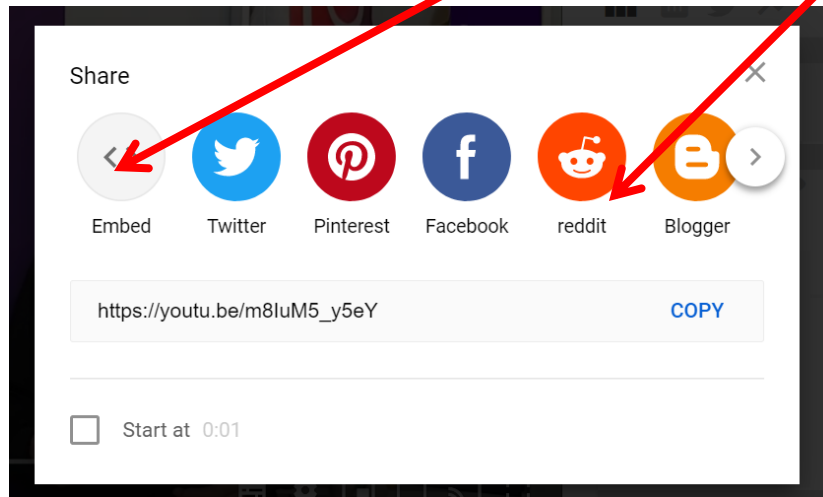 Share
Embed Twitter Pinterest Facebook reddit Blogger
https://youtu.be/m8IuM5_y5eY COPY
Start at 0:01